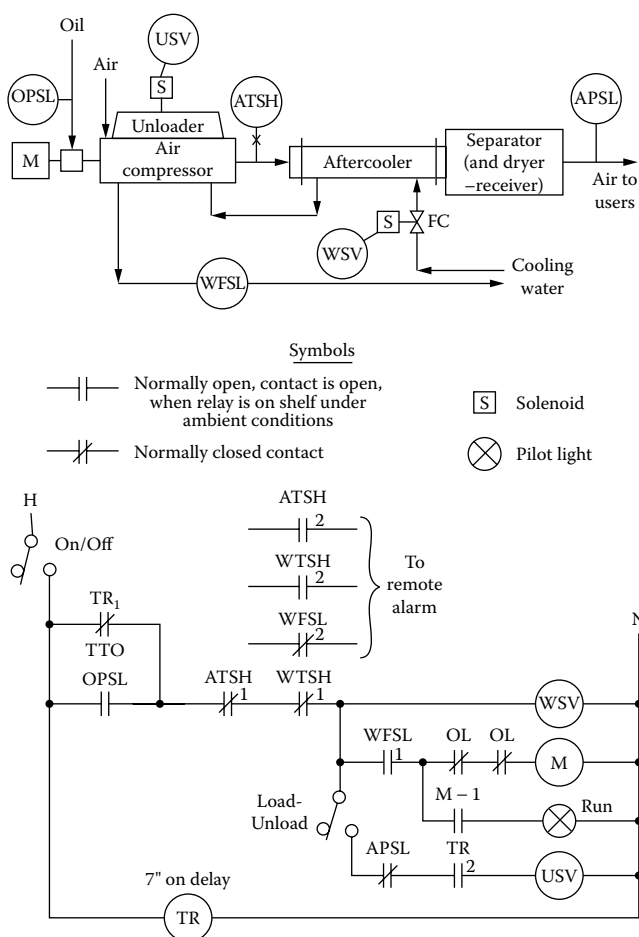 Oil
USV
Air
S
OPSL
ATSH
APSL
Unloader
M
Air
compressor
Aftercooler
Separator
(and dryer
–receiver)
Air to
users
S
FC
WSV
WFSL
Cooling
water
Symbols
Normally open, contact is open,
when relay is on shelf under
ambient conditions
S
Solenoid
Normally closed contact
Pilot light
H
On/Off
ATSH
2
WTSH
2
WFSL
2
To
remote
alarm
N
TR1
TTO
OPSL
ATSH
1
WTSH
1
WSV
WFSL
1
OL
OL
M
M – 1
Run
Load-
Unload
APSL
TR
2
USV
7" on delay
TR